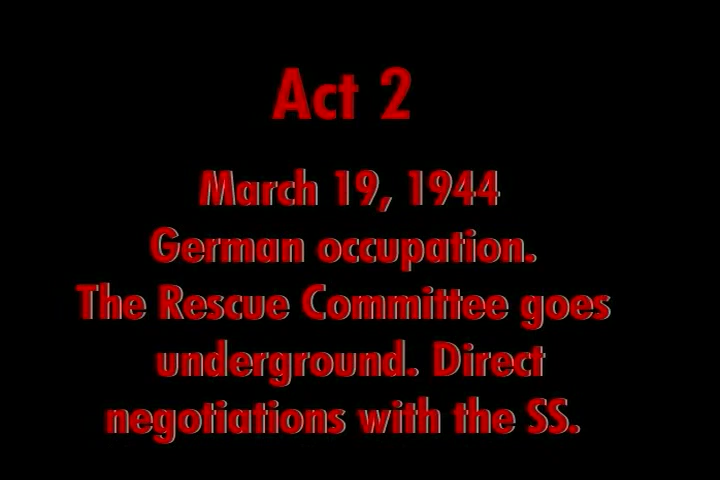 Act 2
March 19, 1944
German occupation.
The Rescue Committee goes
underground. Direct
negotiations with the SS.